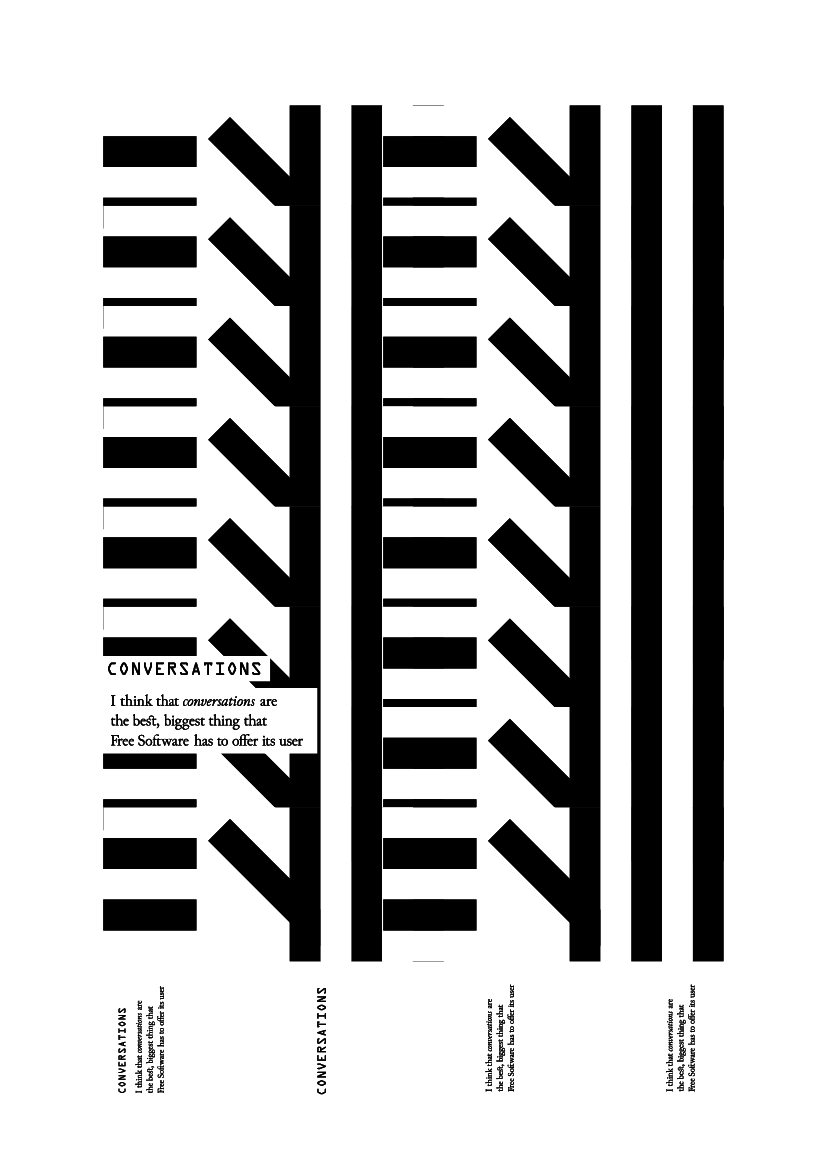 CONVERSATIONS
I think that conversations are
the best, biggest thing that
Free Software has to offer its user
CONVERSATIONS
I think that conversations are
the best, biggest thing that
Free Software has to offer its user
CONVERSATIONS
I think that conversations are
the best, biggest thing that
Free Software has to offer its user
I think that conversations are
the best, biggest thing that
Free Software has to offer its user